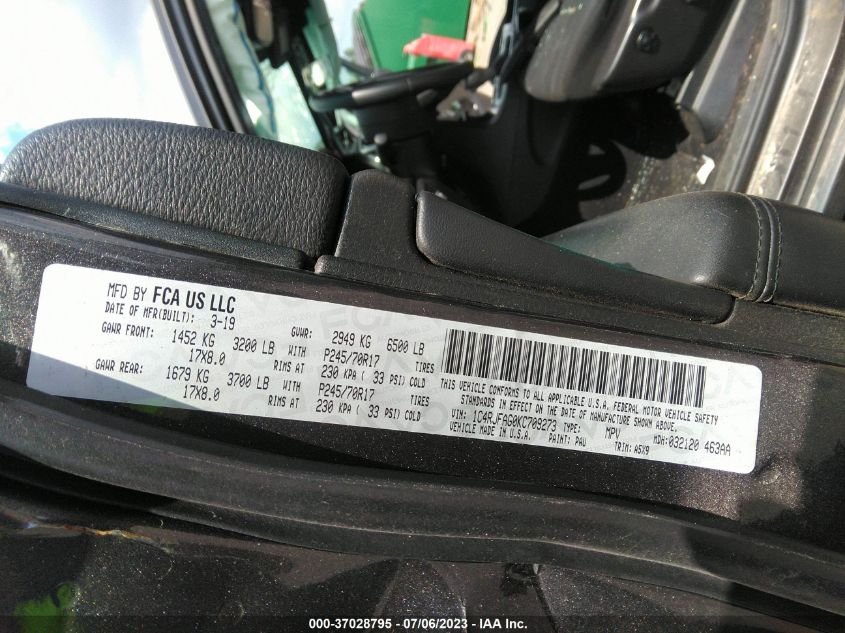 MFD BY FCA US LLC
DATE OF MFR(BUILT): 3-19 GVWR: 2949 KG 6500 LB
GAWR FRONT: 1452 KG 3200 LB WITH P245/70R17 TIRES
17X8.0 RIMS AT 230 KPA ( 33 PSI) COLD
GAWR REAR: 1679 KG 3700 LB WITH P245/70R17 TIRES
17X8.0 RIMS AT 230 KPA ( 33 PSI) COLD
THIS VEHICLE CONFORMS TO ALL APPLICABLE U.S.A. FEDERAL MOTOR VEHICLE SAFETY
STANDARDS IN EFFECT ON THE DATE OF MANUFACTURE SHOWN ABOVE.
VIN: 1C4RJFAG0KC709273 TYPE: MPV MDH:032120 463AA
VEHICLE MADE IN U.S.A. PAINT: PAU TRIM: A5X9
000-37028795 - 07/06/2023 - IAA Inc.